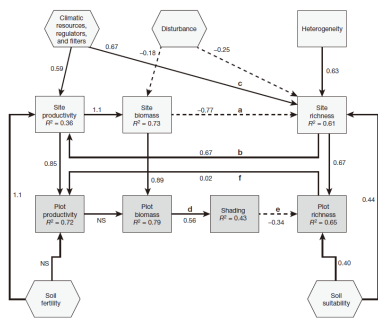 Climatic
resources,
regulators,
and filters
Disturbance
Heterogeneity
0.67
-0.18
-0.25
0.59
c
0.63
Site
productivity
R² = 0.36
1.1
Site
biomass
R² = 0.73
a
-0.77
Site
richness
R² = 0.61
b
0.67
0.85
0.67
f
0.02
1.1
0.89
0.44
Plot
productivity
R² = 0.72
NS
Plot
biomass
R² = 0.79
d
0.56
Shading
R² = 0.43
e
-0.34
Plot
richness
R² = 0.65
NS
0.40
Soil
fertility
Soil
suitability